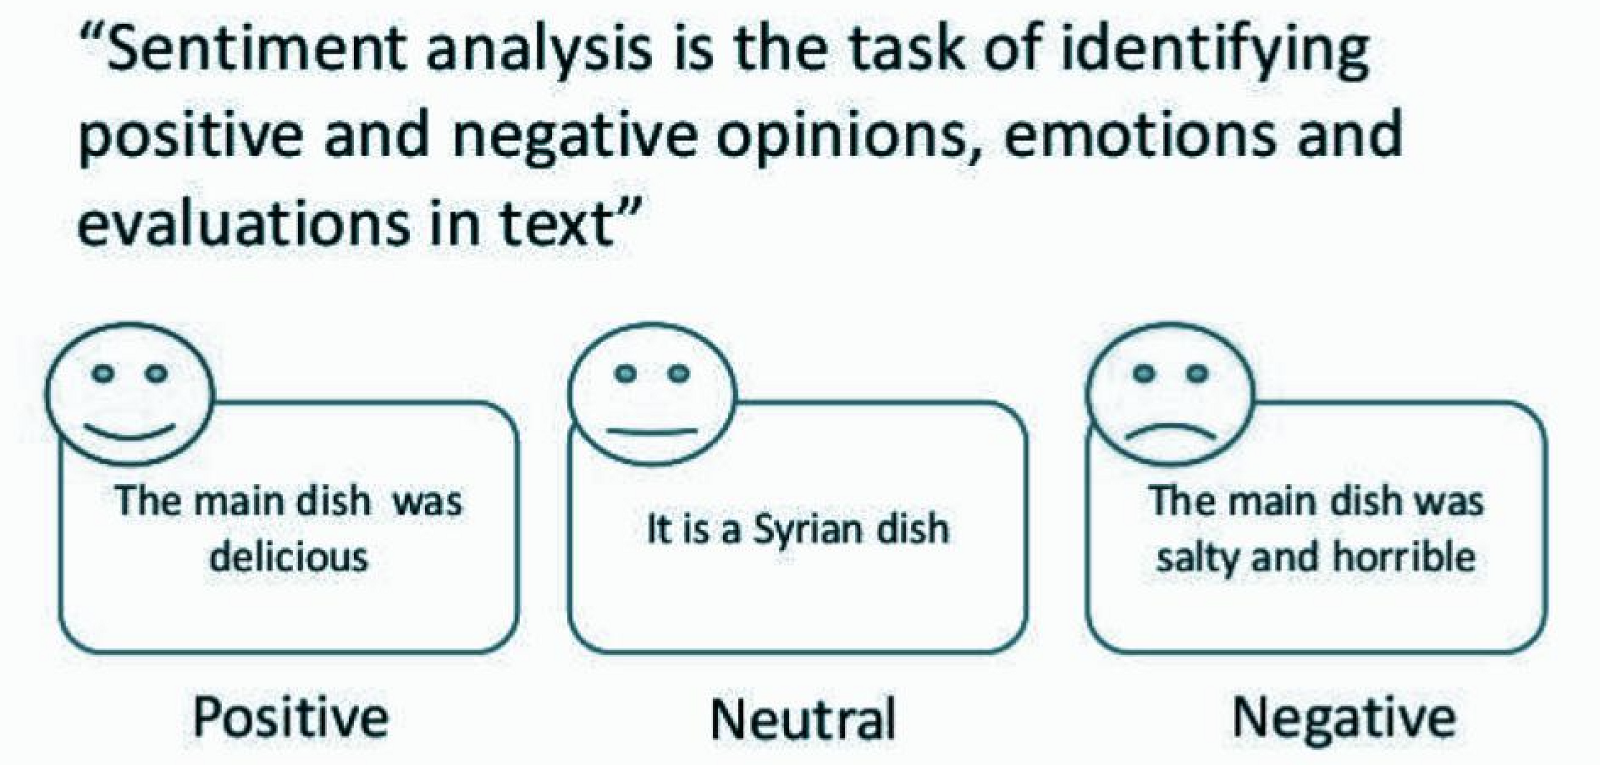 “Sentiment analysis is the task of identifying
positive and negative opinions, emotions and
evaluations in text”
The main dish was
delicious
Positive
It is a Syrian dish
Neutral
The main dish was
salty and horrible
Negative